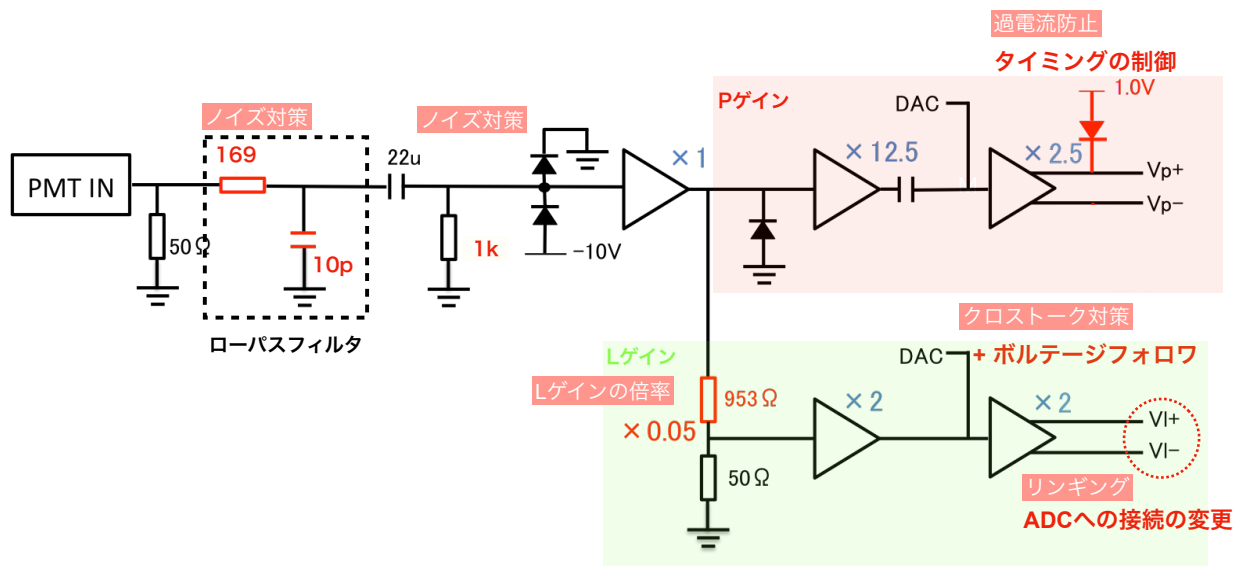 過電流防止
タイミングの制御
ノイズ対策
ノイズ対策
Pゲイン
1.0V
DAC
169
22u
× 1
× 12.5
× 2.5
PMT IN
Vp+
Vp−
50Ω
10p
1k
−10V
ローパスフィルタ
クロストーク対策
Lゲイン
DAC
+ ボルテージフォロワ
Lゲインの倍率
953Ω
× 2
× 2
× 0.05
Vl+
Vl−
50Ω
リンギング
ADCへの接続の変更